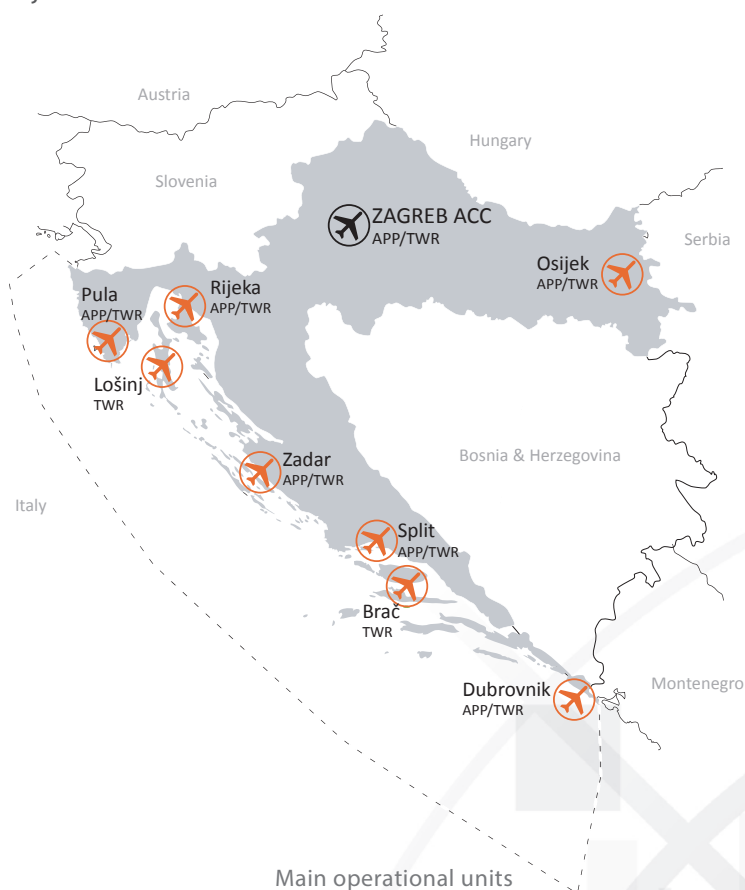 Austria
Hungary
Slovenia
ZAGREB ACC
APP/TWR
Serbia
Osijek
APP/TWR
Rijeka
APP/TWR
Pula
APP/TWR
Lošinj
TWR
Zadar
APP/TWR
Bosnia & Herzegovina
Italy
Split
APP/TWR
Brač
TWR
Dubrovnik
APP/TWR
Montenegro
Main operational units